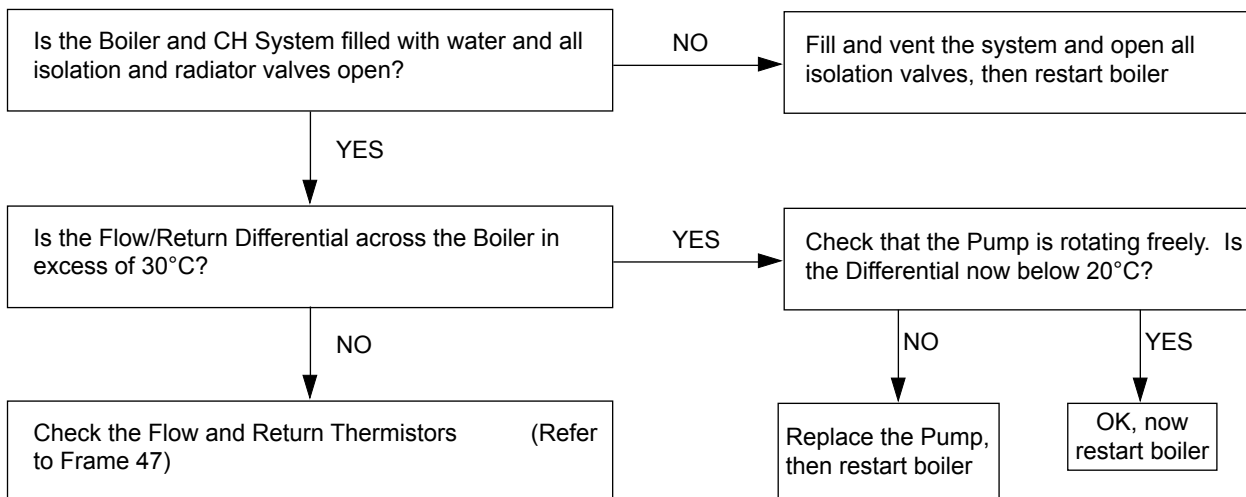 Is the Boiler and CH System filled with water and all
isolation and radiator valves open?
NO
Fill and vent the system and open all
isolation valves, then restart boiler
YES
Is the Flow/Return Differential across the Boiler in
excess of 30°C?
YES
Check that the Pump is rotating freely.  Is
the Differential now below 20°C?
NO
NO
YES
Check the Flow and Return Thermistors (Refer
to Frame 47)
Replace the Pump,
then restart boiler
OK, now
restart boiler